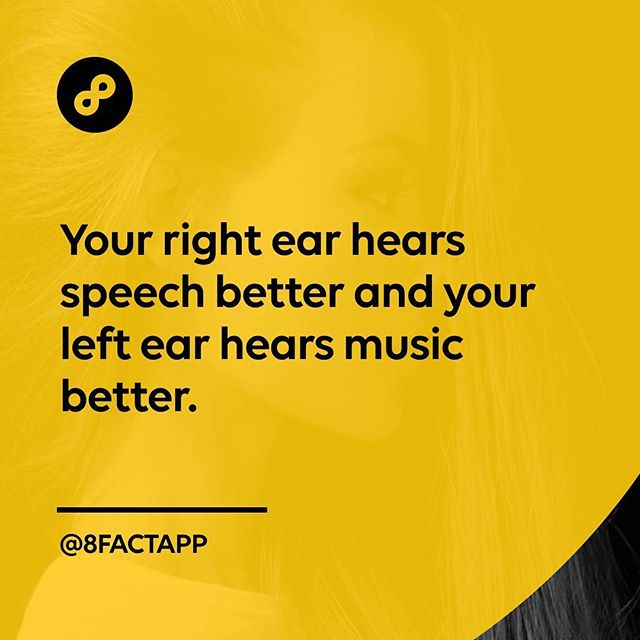 Your right ear hears
speech better and your
left ear hears music
better.
@8FACTAPP